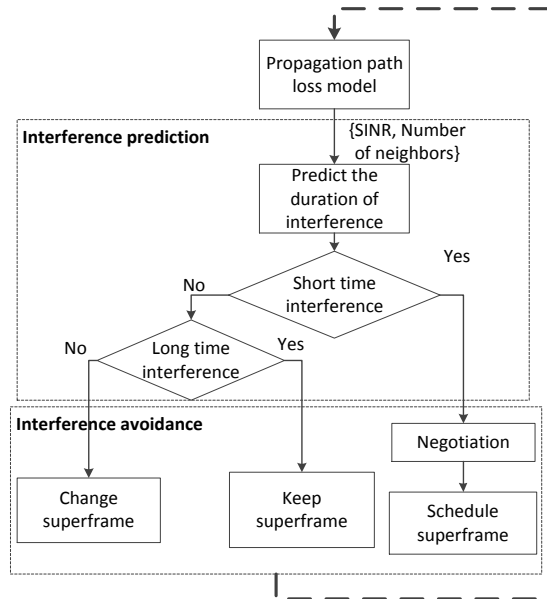 Propagation path
loss model
Interference prediction
{SINR, Number
of neighbors}
Predict the
duration of
interference
Yes
No
Short time
interference
No
Long time
interference
Yes
Interference avoidance
Negotiation
Change
superframe
Keep
superframe
Schedule
superframe